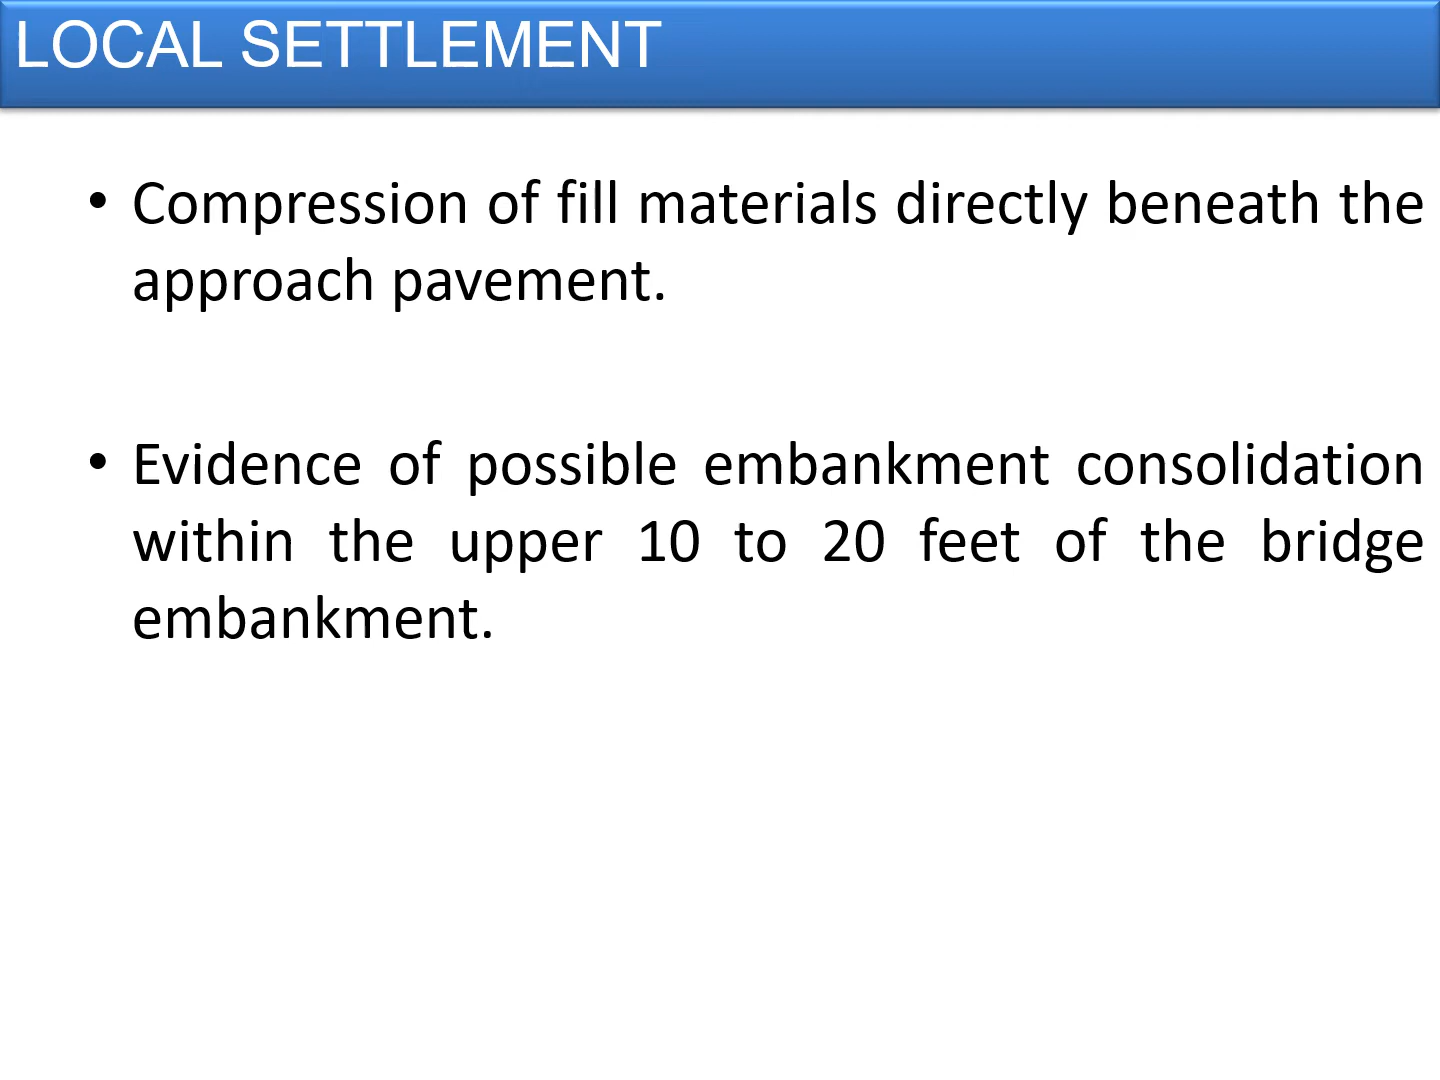 LOCAL SETTLEMENT
• Compression of fill materials directly beneath the
approach pavement.
• Evidence of possible embankment consolidation
within the upper 10 to 20 feet of the bridge
embankment.